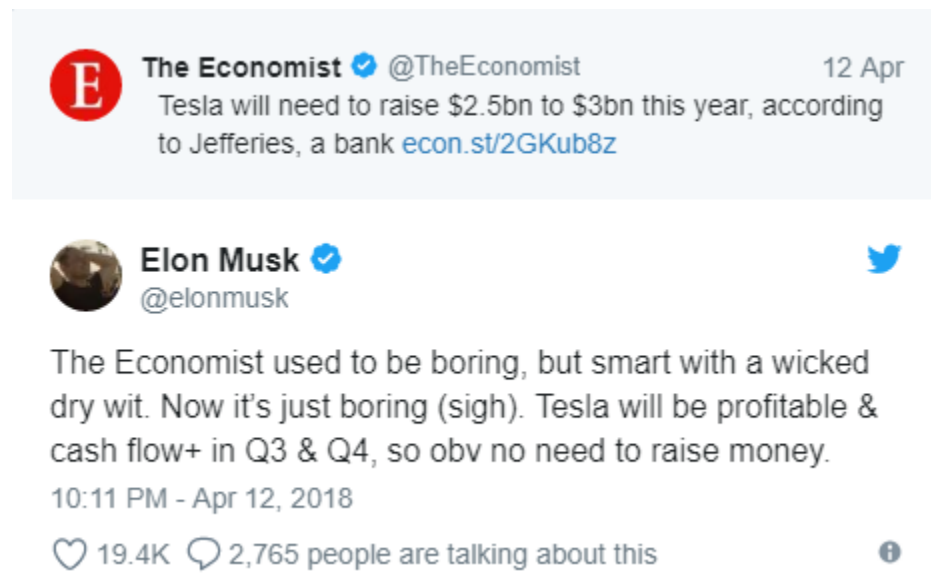 E
The Economist @TheEconomist 12 Apr
Tesla will need to raise $2.5bn to $3bn this year, according
to Jefferies, a bank econ.st/2GKub8z
Elon Musk
@elonmusk
The Economist used to be boring, but smart with a wicked
dry wit. Now it's just boring (sigh). Tesla will be profitable &
cash flow+ in Q3 & Q4, so obv no need to raise money.
10:11 PM - Apr 12, 2018
19.4K 2,765 people are talking about this